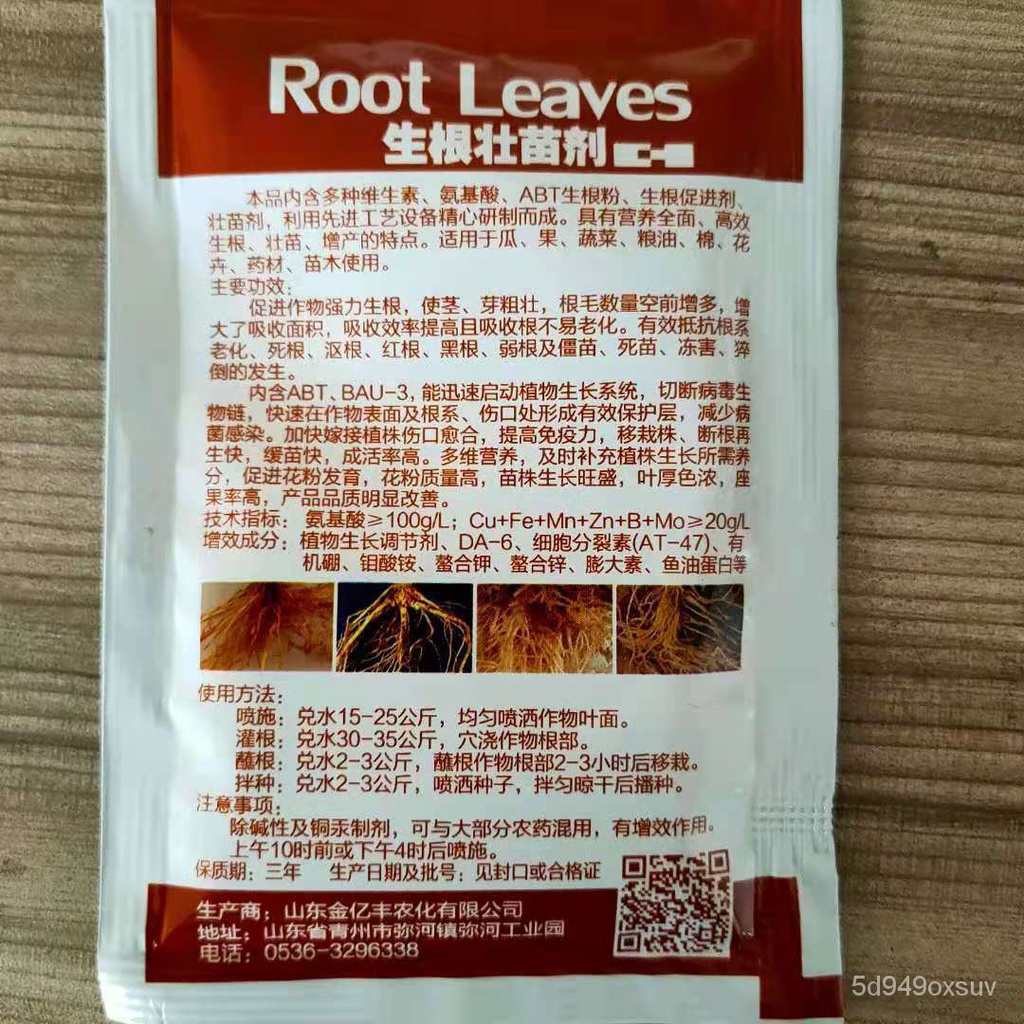 Root Leaves
生根壮苗剂
本品内含多种维生素、氨基酸、ABT生根粉、生根促进剂、
壮苗剂，利用先进工艺设备精心研制而成。具有营养全面、高效
生根、壮苗、增产的特点。适用于瓜、果、蔬菜、粮油、棉、花
卉、药材、苗木使用。
主要功效：
促进作物强力生根，使茎、芽粗壮，根毛数量空前增多，增
大了吸收面积，吸收效率提高且吸收根不易老化。有效抵抗根系
老化、死根、沤根、红根、黑根、弱根及僵苗、死苗、冻害、猝
倒的发生。
内含ABT、BAU-3，能迅速启动植物生长系统，切断病毒生
物链，快速在作物表面及根系、伤口处形成有效保护层，减少病
菌感染。加快嫁接植株伤口愈合，提高免疫力，移栽株、断根再
生快，缓苗快，成活率高。多维营养，及时补充植株生长所需养
分，促进花粉发育，花粉质量高，苗株生长旺盛，叶厚色浓，座
果率高，产品品质明显改善。
技术指标：氨基酸≥100g/L；Cu+Fe+Mn+Zn+B+Mo≥20g/L
增效成分：植物生长调节剂、DA-6、细胞分裂素(AT-47)、有
机硼、钼酸铵、螯合钾、螯合锌、膨大素、鱼油蛋白等
使用方法：
喷施：兑水15-25公斤，均匀喷洒作物叶面。
灌根：兑水30-35公斤，穴浇作物根部。
蘸根：兑水2-3公斤，蘸根作物根部2-3小时后移栽。
拌种：兑水2-3公斤，喷洒种子，拌匀晾干后播种。
注意事项：
除碱性及铜汞制剂，可与大部分农药混用，有增效作用。
上午10时前或下午4时后喷施。
保质期：三年 生产日期及批号：见封口或合格证
生产商：山东金亿丰农化有限公司
地址：山东省青州市弥河镇弥河工业园
电话：0536-3296338
5d949oxsuv